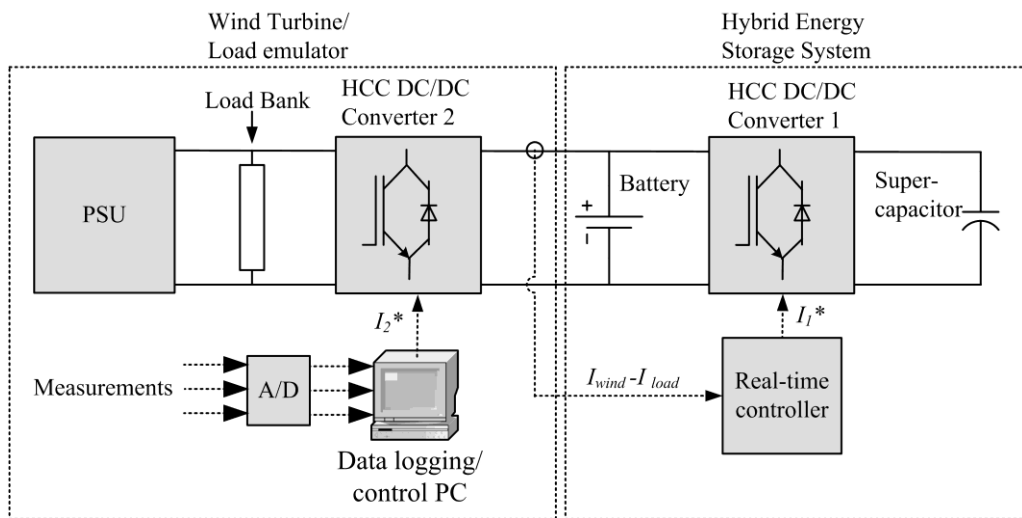 Wind Turbine/
Load emulator
Hybrid Energy
Storage System
HCC DC/DC
Converter 2
HCC DC/DC
Converter 1
Load Bank
PSU
Battery
+
Super-
capacitor
I2*
I1*
Measurements
A/D
Iwind-I load
Real-time
controller
Data logging/
control PC